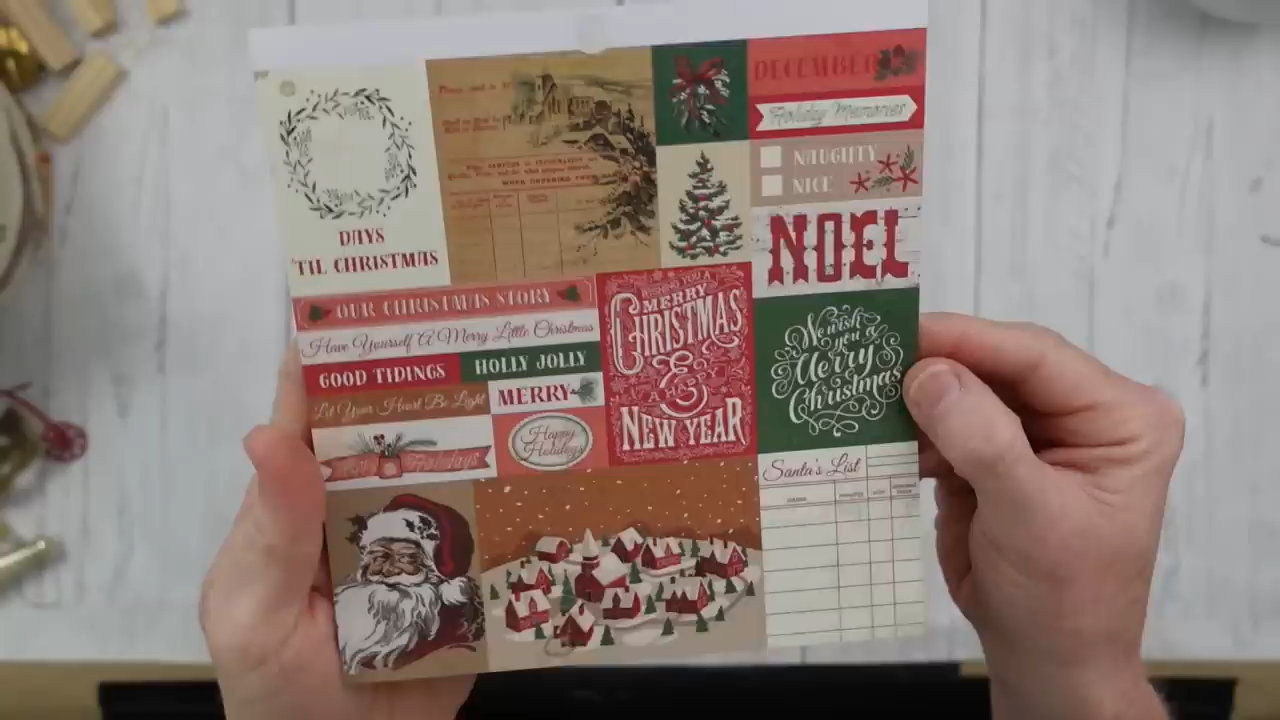 DAYS
'TIL CHRISTMAS
DECEMBER
Holiday Memories
NAUGHTY
NICE
NOEL
OUR CHRISTMAS STORY
Have Yourself A Merry Little Christmas
GOOD TIDINGS
HOLLY JOLLY
Let Your Heart Be Light
MERRY
Happy
Holidays
Holidays
WISHING YOU A
MERRY
CHRISTMAS
&
A H
NEW YEAR
We wish
you a
Merry
Christmas
Santa's List